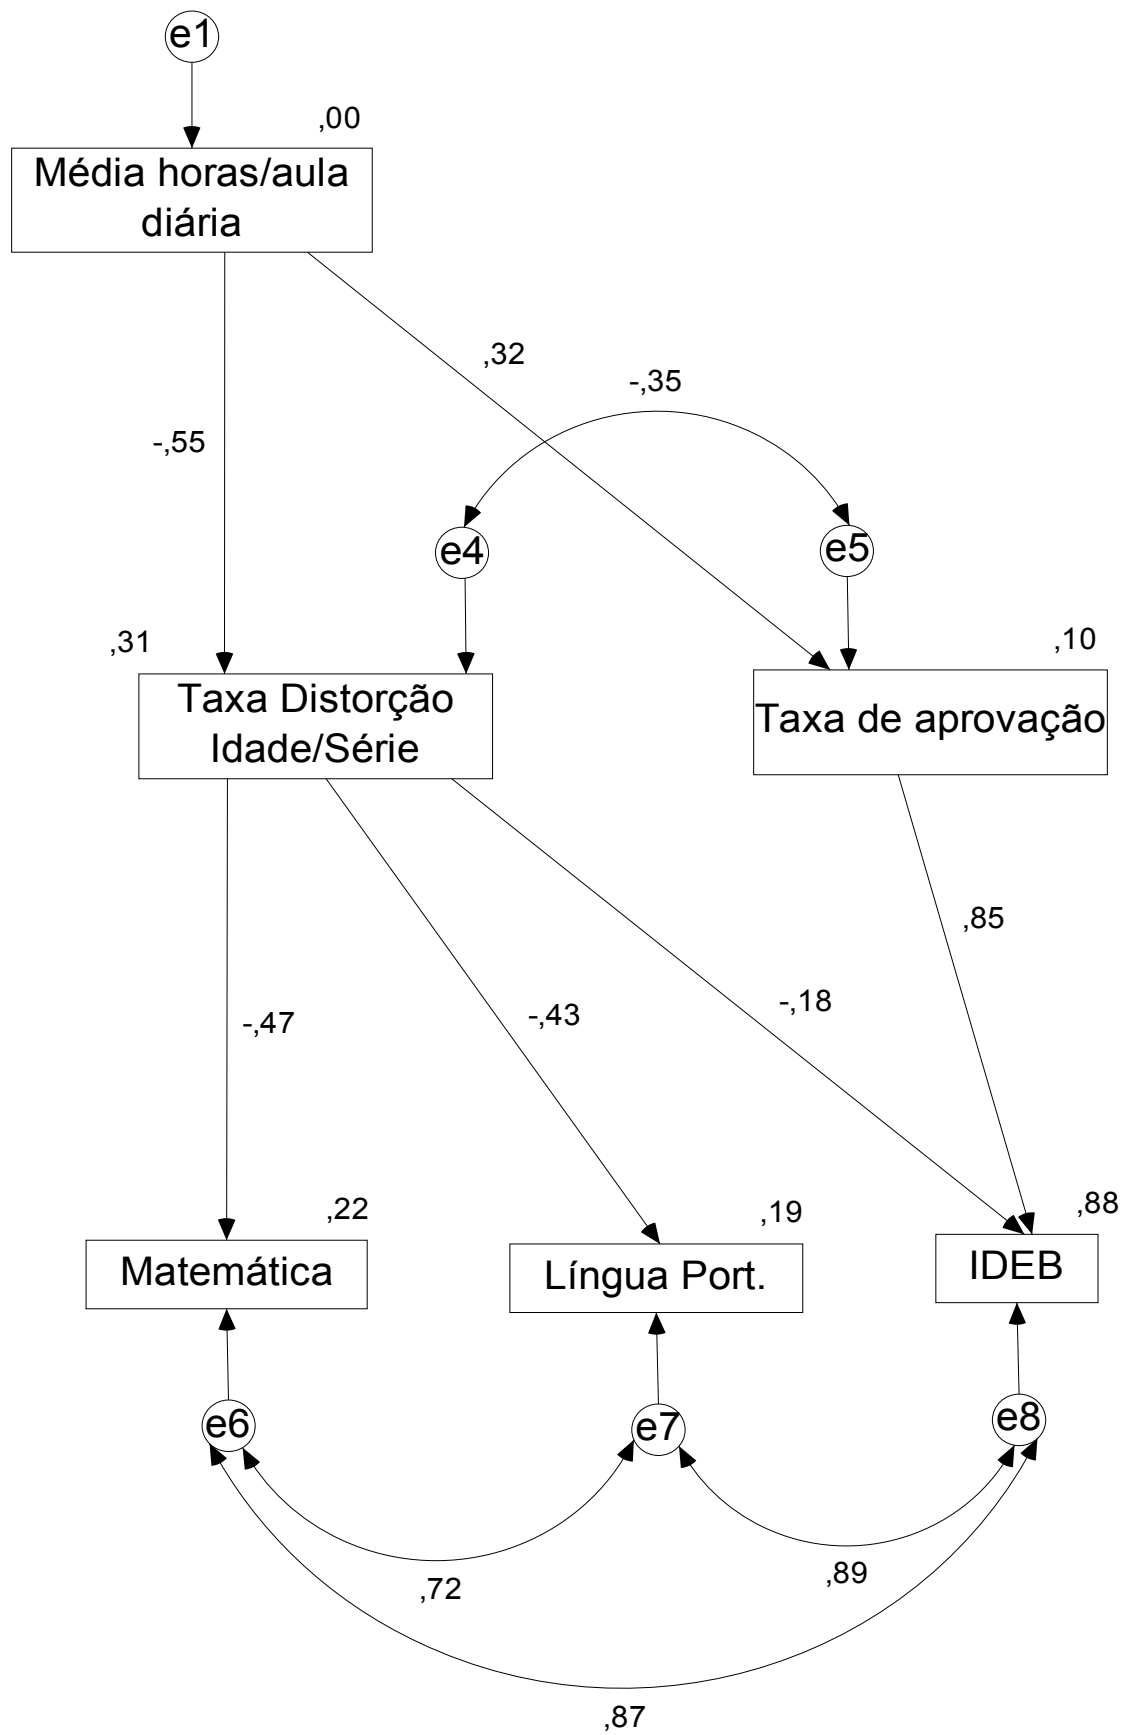 e1
,00
Média horas/aula
diária
,32
-,35
-,55
e4
e5
,31
,10
Taxa Distorção
Idade/Série
Taxa de aprovação
,85
-,18
-,43
-,47
,22
,19
,88
Matemática
Língua Port.
IDEB
e6
e7
e8
,72
,89
,87